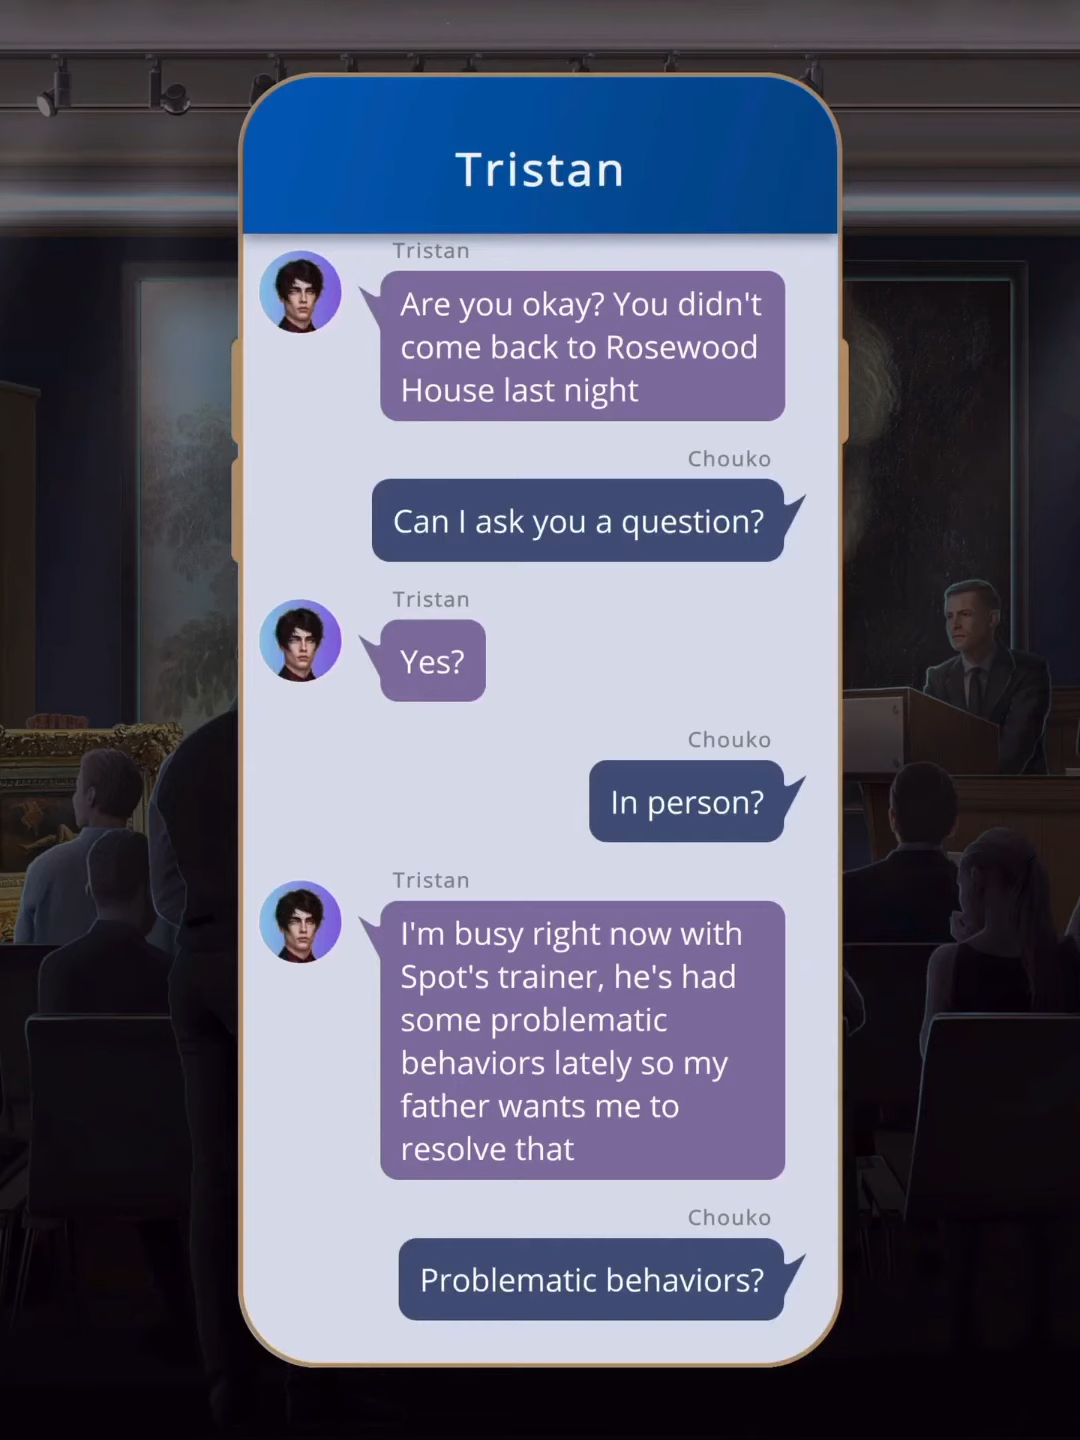 Tristan
Tristan
Are you okay? You didn't
come back to Rosewood
House last night
Chouko
Can I ask you a question?
Tristan
Yes?
Chouko
In person?
Tristan
I'm busy right now with
Spot's trainer, he's had
some problematic
behaviors lately so my
father wants me to
resolve that
Chouko
Problematic behaviors?